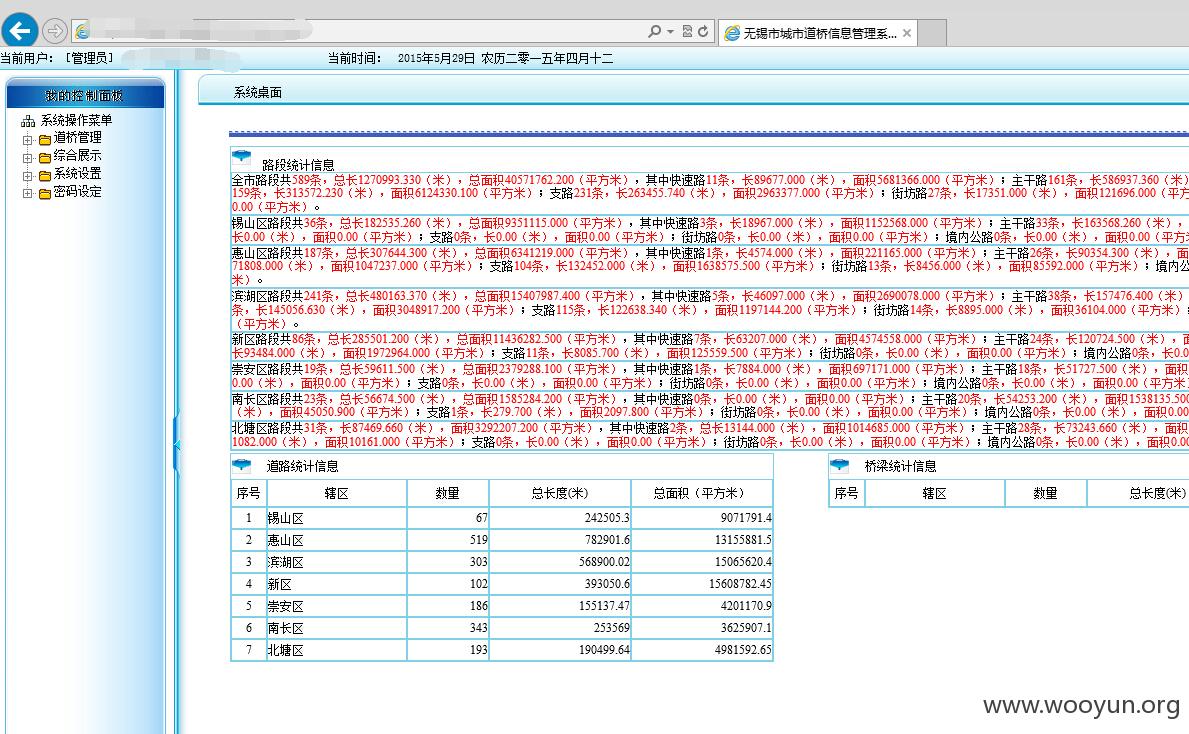 无锡市城市道桥信息管理系...
当前用户: [管理员]
当前时间: 2015年5月29日 农历二零一五年四月十二
我的控制面板
系统操作菜单
道桥管理
综合展示
系统设置
密码设定
系统桌面
路段统计信息
全市路段共589条，总长1270993.330（米），总面积40571762.200（平方米），其中快速路11条，长89677.000（米），面积5681366.000（平方米）；主干路161条，长586937.360（米）
159条，长313572.230（米），面积6124330.100（平方米）；支路231条，长263455.740（米），面积2963377.000（平方米）；街坊路27条，长17351.000（米），面积121696.000（平方
0.00（平方米）。
锡山区路段共36条，总长182535.260（米），总面积9351115.000（平方米），其中快速路3条，长18967.000（米），面积1152568.000（平方米）；主干路33条，长163568.260（米），
长0.00（米），面积0.00（平方米）；支路0条，长0.00（米），面积0.00（平方米）；街坊路0条，长0.00（米），面积0.00（平方米）；境内公路0条，长0.00（米），面积0.00（平方
惠山区路段共187条，总长307644.300（米），总面积6341219.000（平方米），其中快速路1条，长4574.000（米），面积221165.000（平方米）；主干路26条，长90354.300（米），面
71808.000（米），面积1047237.000（平方米）；支路104条，长132452.000（米），面积1638575.500（平方米）；街坊路13条，长8456.000（米），面积85592.000（平方米）；境内公
米）。
滨湖区路段共241条，总长480163.370（米），总面积15407987.400（平方米），其中快速路5条，长46097.000（米），面积2690078.000（平方米）；主干路38条，长157476.400（米）
条，长145056.630（米），面积3048917.200（平方米）；支路115条，长122638.340（米），面积1197144.200（平方米）；街坊路14条，长8895.000（米），面积36104.000（平方米）；
（平方米）。
新区路段共86条，总长285501.200（米），总面积11436282.500（平方米），其中快速路7条，长63207.000（米），面积4574558.000（平方米）；主干路24条，长120724.500（米），面
长93484.000（米），面积1972964.000（平方米）；支路11条，长8085.700（米），面积125559.500（平方米）；街坊路0条，长0.00（米），面积0.00（平方米）；境内公路0条，长0.0
崇安区路段共19条，总长59611.500（米），总面积2379288.100（平方米），其中快速路1条，长7884.000（米），面积697171.000（平方米）；主干路18条，长51727.500（米），面积
0.00（米），面积0.00（平方米）；支路0条，长0.00（米），面积0.00（平方米）；街坊路0条，长0.00（米），面积0.00（平方米）；境内公路0条，长0.00（米），面积0.00（平方米
南长区路段共23条，总长56674.500（米），总面积1585284.200（平方米），其中快速路0条，长0.00（米），面积0.00（平方米）；主干路20条，长54253.200（米），面积1538135.500
（米），面积45050.900（平方米）；支路1条，长279.700（米），面积2097.800（平方米）；街坊路0条，长0.00（米），面积0.00（平方米）；境内公路0条，长0.00（米），面积0.00
北塘区路段共31条，长87469.660（米），面积3292207.200（平方米），其中快速路2条，总长13144.000（米），面积1014685.000（平方米）；主干路28条，长73243.660（米），面积
1082.000（米），面积10161.000（平方米）；支路0条，长0.00（米），面积0.00（平方米）；街坊路0条，长0.00（米），面积0.00（平方米）；境内公路0条，长0.00（米），面积0.00
道路统计信息
序号 辖区 数量 总长度(米) 总面积（平方米）
1 锡山区 67 242505.3 9071791.4
2 惠山区 519 782901.6 13155881.5
3 滨湖区 303 568900.02 15065620.4
4 新区 102 393050.6 15608782.45
5 崇安区 186 155137.47 4201170.9
6 南长区 343 253569 3625907.1
7 北塘区 193 190499.64 4981592.65
桥梁统计信息
序号 辖区 数量 总长度(米)
www.wooyun.org